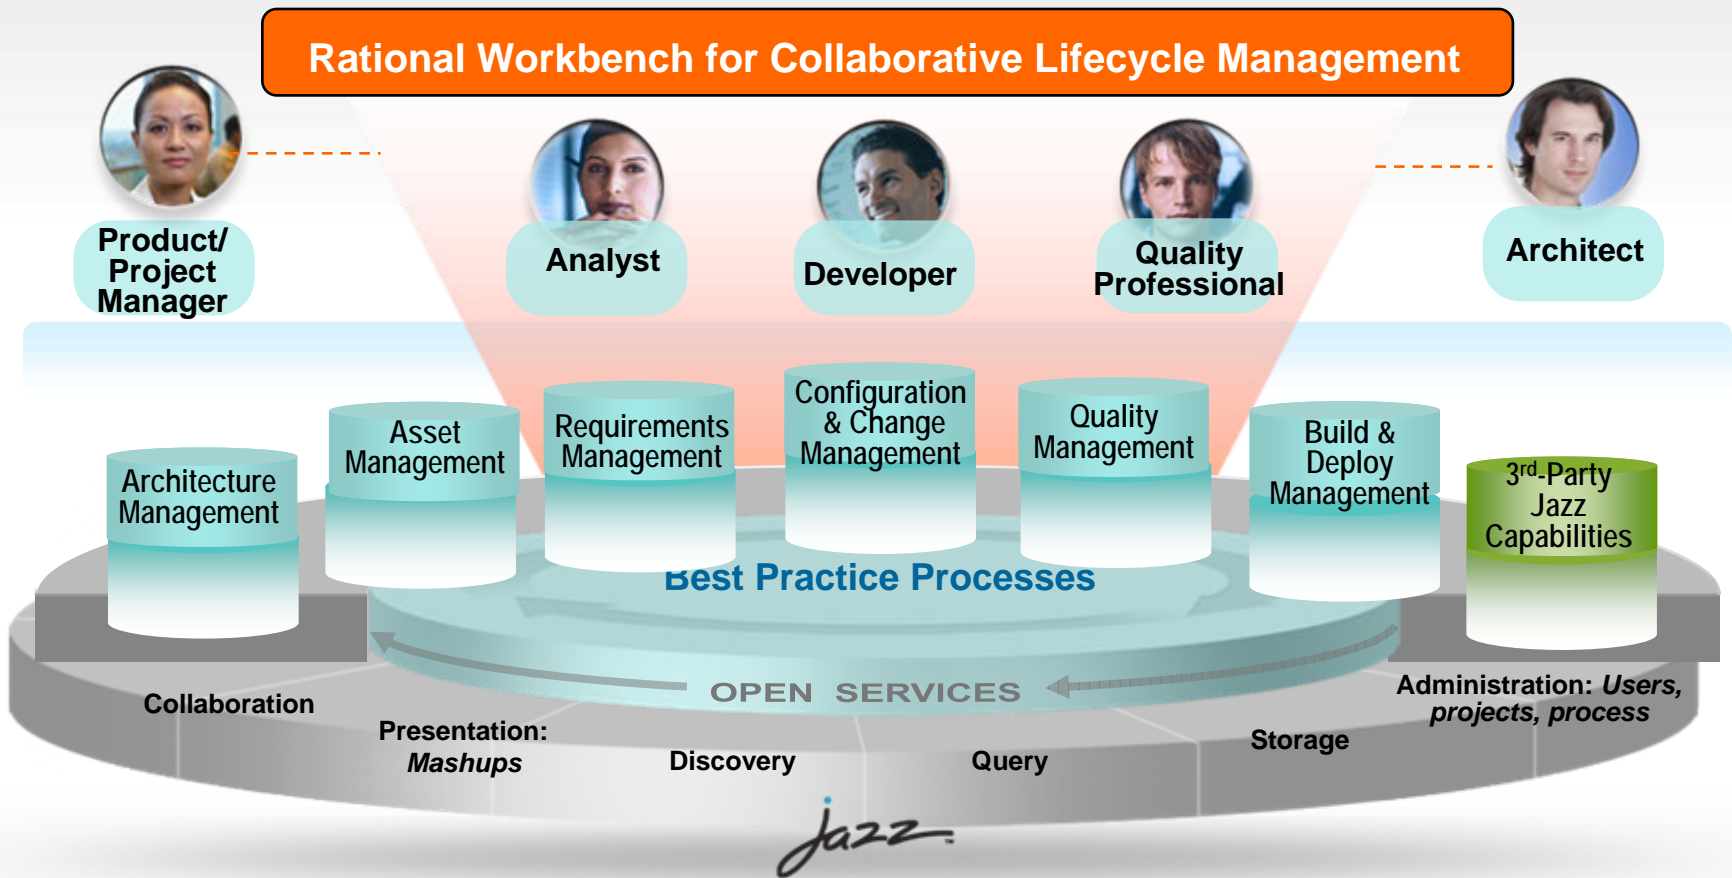 Rational Workbench for Collaborative Lifecycle Management
Product/
Project
Manager
Analyst
Developer
Quality
Professional
Architect
Architecture
Management
Asset
Management
Requirements
Management
Configuration
& Change
Management
Quality
Management
Build &
Deploy
Management
3rd-Party
Jazz
Capabilities
Best Practice Processes
OPEN SERVICES
Collaboration
Presentation:
Mashups
Discovery
Query
Storage
Administration: Users,
projects, process
jazz